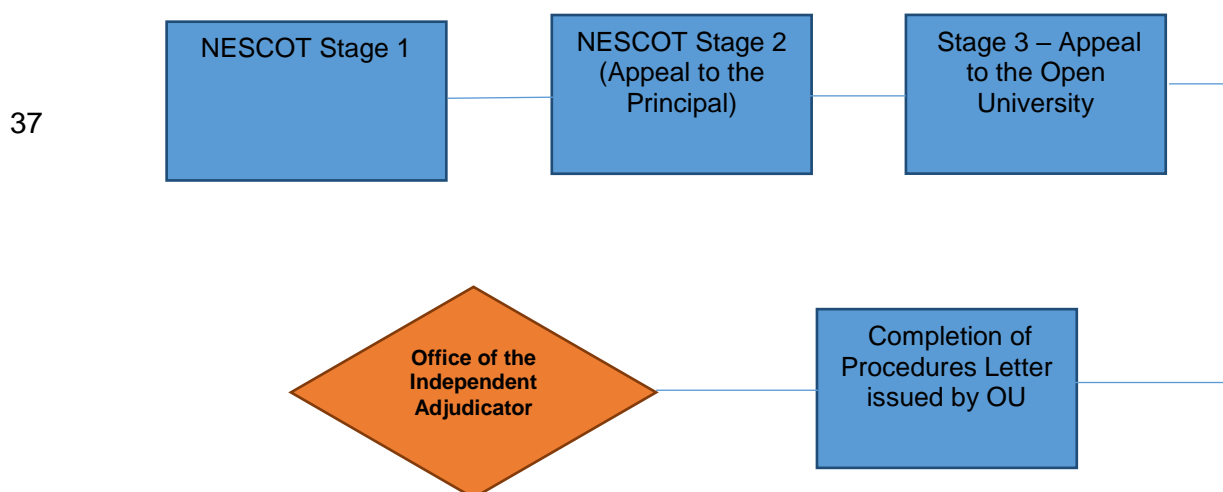 NESCOT Stage 1
NESCOT Stage 2
(Appeal to the
Principal)
Stage 3 – Appeal
to the Open
University
37
Office of the
Independent
Adjudicator
Completion of
Procedures Letter
issued by OU